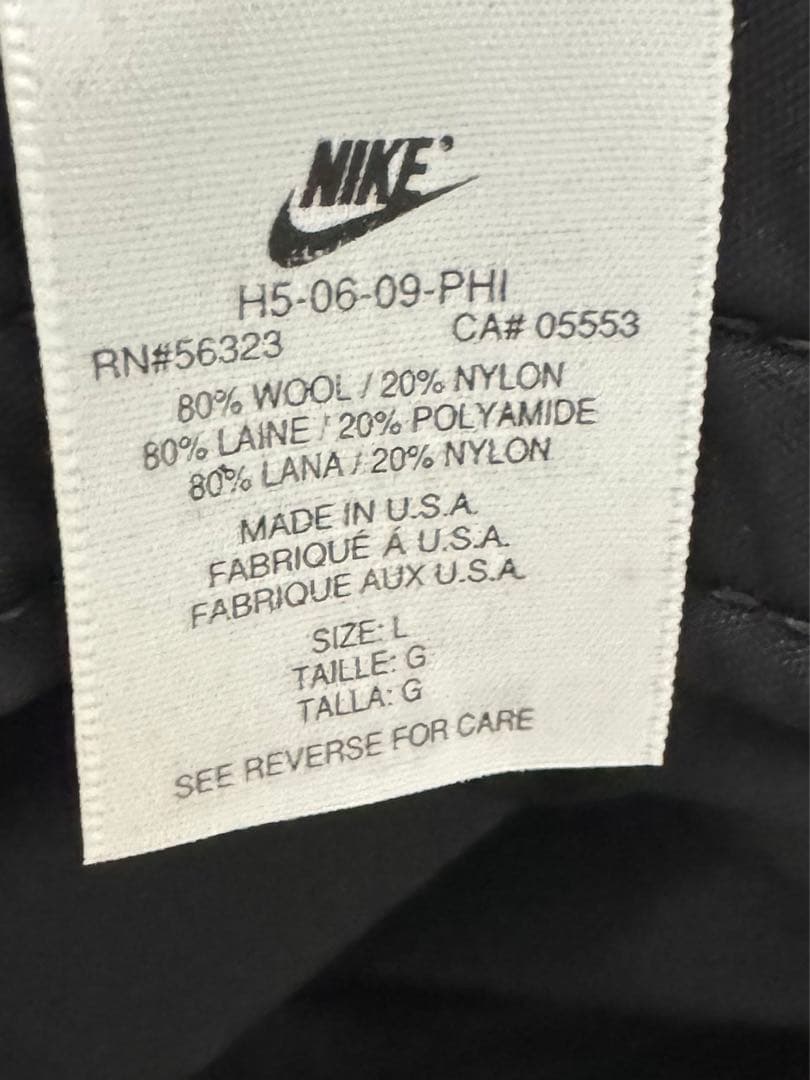 NIKE
H5-06-09-PHI
RN#56323 CA# 05553
80% WOOL / 20% NYLON
80% LAINE / 20% POLYAMIDE
80% LANA / 20% NYLON
MADE IN U.S.A.
FABRIQUÉ Á U.S.A.
FABRIQUE AUX U.S.A.
SIZE: L
TAILLE: G
TALLA: G
SEE REVERSE FOR CARE